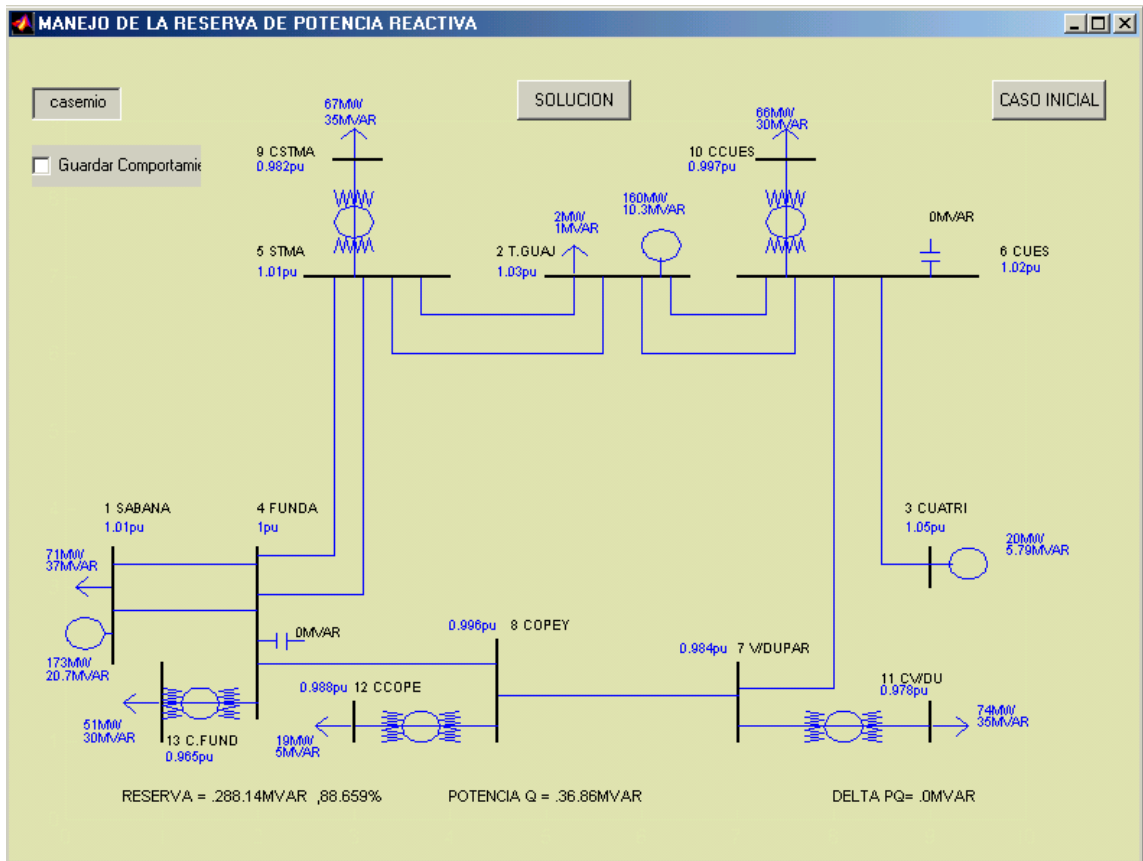 MANEJO DE LA RESERVA DE POTENCIA REACTIVA
casemio
SOLUCION
CASO INICIAL
Guardar Comportamie
67MW
35MVAR
9 CSTMA
0.982pu
66MW
30MVAR
10 CCUES
0.997pu
5 STMA
1.01pu
2MW
1MVAR
2 T.GUAJ
1.03pu
160MW
10.3MVAR
0MVAR
6 CUES
1.02pu
1 SABANA
1.01pu
4 FUNDA
1pu
3 CUATRI
1.05pu
20MW
5.79MVAR
71MW
37MVAR
173MW
20.7MVAR
0MVAR
0.996pu 8 COPEY
0.984pu 7 V/DUPAR
51MW
30MVAR
13 C.FUND
0.965pu
0.988pu 12 CCOPE
19MW
5MVAR
11 CV/DU
0.978pu
74MW
35MVAR
RESERVA = .288.14MVAR ,88.659%
POTENCIA Q = .36.86MVAR
DELTA PQ= .0MVAR